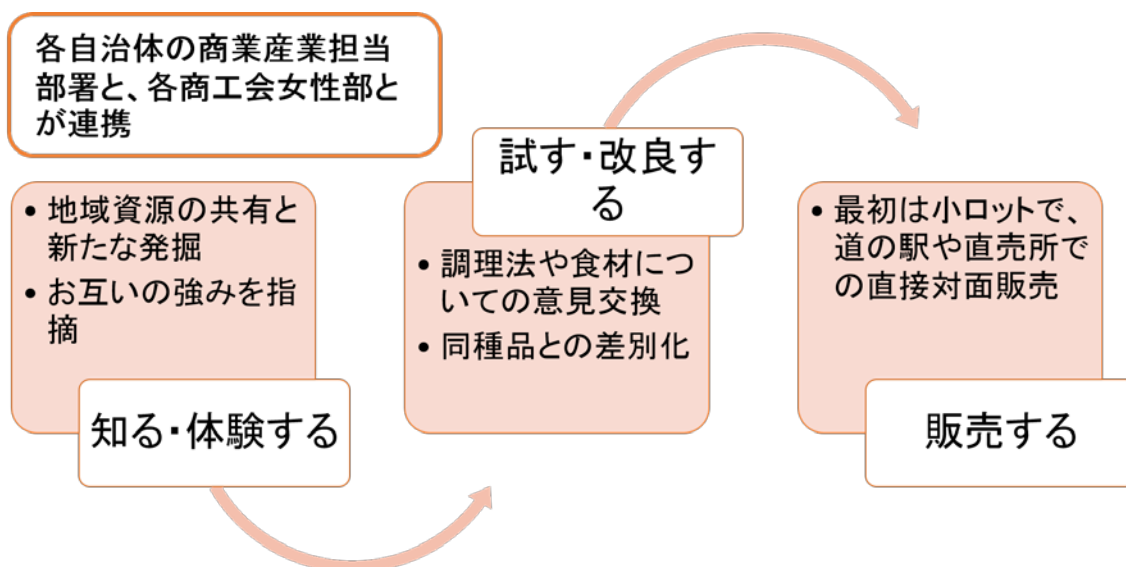 各自治体の商業産業担当
部署と、各商工会女性部と
が連携
• 地域資源の共有と
新たな発掘
• お互いの強みを指
摘
知る・体験する
試す・改良す
る
• 調理法や食材につ
いての意見交換
• 同種品との差別化
• 最初は小ロットで、
道の駅や直売所で
の直接対面販売
販売する